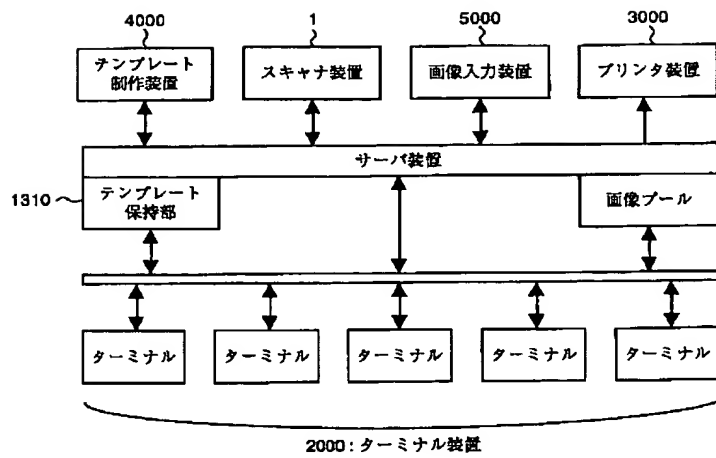 4000
1
5000
3000
テンプレート
制作装置
スキャナ装置
画像入力装置
プリンタ装置
サーバ装置
1310
テンプレート
保持部
画像プール
ターミナル
ターミナル
ターミナル
ターミナル
ターミナル
2000:ターミナル装置